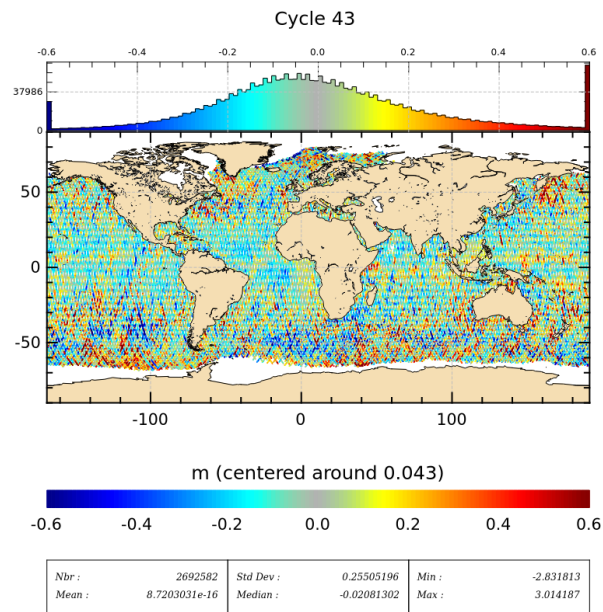 Cycle 43
-0.6 -0.4 -0.2 0.0 0.2 0.4 0.6
37986
0
50
0
-50
-100 0 100
m (centered around 0.043)
-0.6 -0.4 -0.2 0.0 0.2 0.4 0.6
Nbr : 2692582 Std Dev : 0.25505196 Min : -2.831813
Mean : 8.7203031e-16 Median : -0.02081302 Max : 3.014187